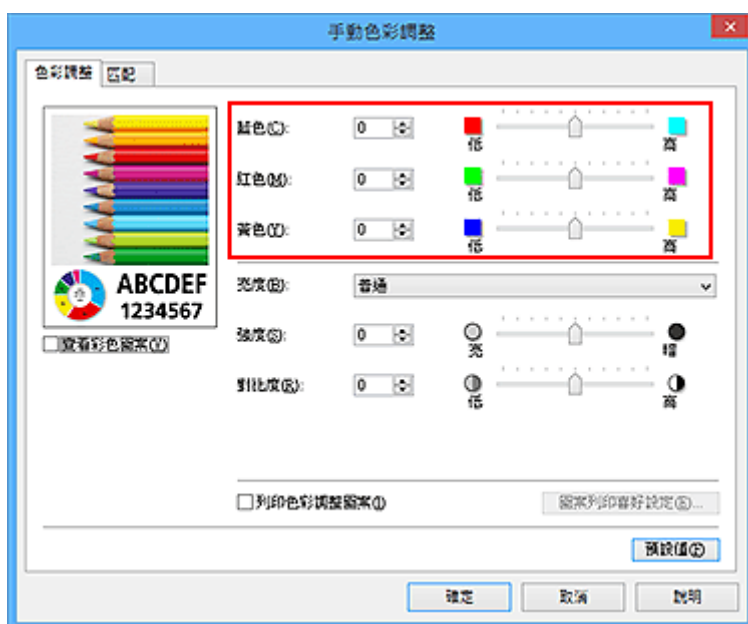 手動色彩調整
色彩調整 匹配
藍色(C): 0 低 高
紅色(M): 0 低 高
黃色(Y): 0 低 高
ABCDEF
1234567
查看彩色圖案(V)
亮度(B): 普通
強度(S): 0 亮 暗
對比度(R): 0 低 高
列印色彩調整圖案(I)
圖案列印喜好設定(E)...
預設值(F)
確定 取消 說明